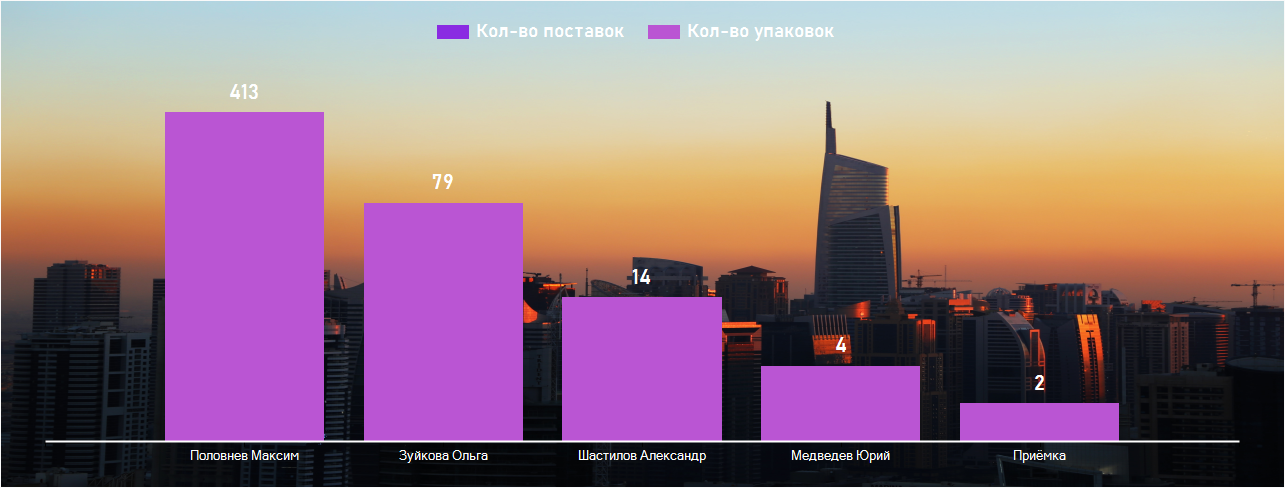 Кол-во поставок Кол-во упаковок
413
79
14
4
2
Половнев Максим Зуйкова Ольга Шастилов Александр Медведев Юрий Приёмка